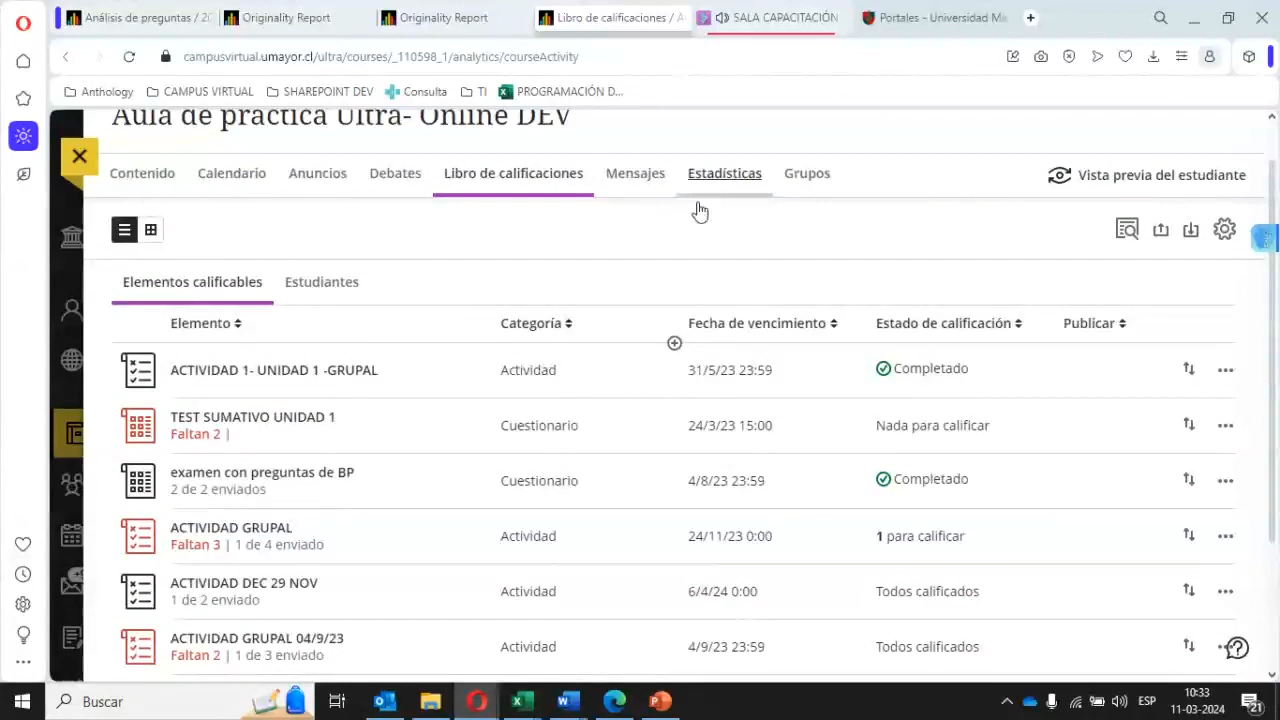 Análisis de preguntas / 20
Originality Report
Originality Report
Libro de calificaciones / A
SALA CAPACITACIÓN
Portales - Universidad M
campusvirtual.umayor.cl/ultra/courses/_110598_1/analytics/courseActivity
Anthology
CAMPUS VIRTUAL
SHAREPOINT DEV
Consulta
TI
PROGRAMACIÓN D...
Aula de práctica Ultra- Online DEV
Contenido
Calendario
Anuncios
Debates
Libro de calificaciones
Mensajes
Estadísticas
Grupos
Vista previa del estudiante
Elementos calificables
Estudiantes
Elemento
Categoría
Fecha de vencimiento
Estado de calificación
Publicar
ACTIVIDAD 1- UNIDAD 1 -GRUPAL
Actividad
31/5/23 23:59
Completado
TEST SUMATIVO UNIDAD 1
Faltan 2 |
Cuestionario
24/3/23 15:00
Nada para calificar
examen con preguntas de BP
2 de 2 enviados
Cuestionario
4/8/23 23:59
Completado
ACTIVIDAD GRUPAL
Faltan 3 | 1 de 4 enviado
Actividad
24/11/23 0:00
1 para calificar
ACTIVIDAD DEC 29 NOV
1 de 2 enviado
Actividad
6/4/24 0:00
Todos calificados
ACTIVIDAD GRUPAL 04/9/23
Faltan 2 | 1 de 3 enviado
Actividad
4/9/23 23:59
Todos calificados
Buscar
ESP
10:33
11-03-2024
21